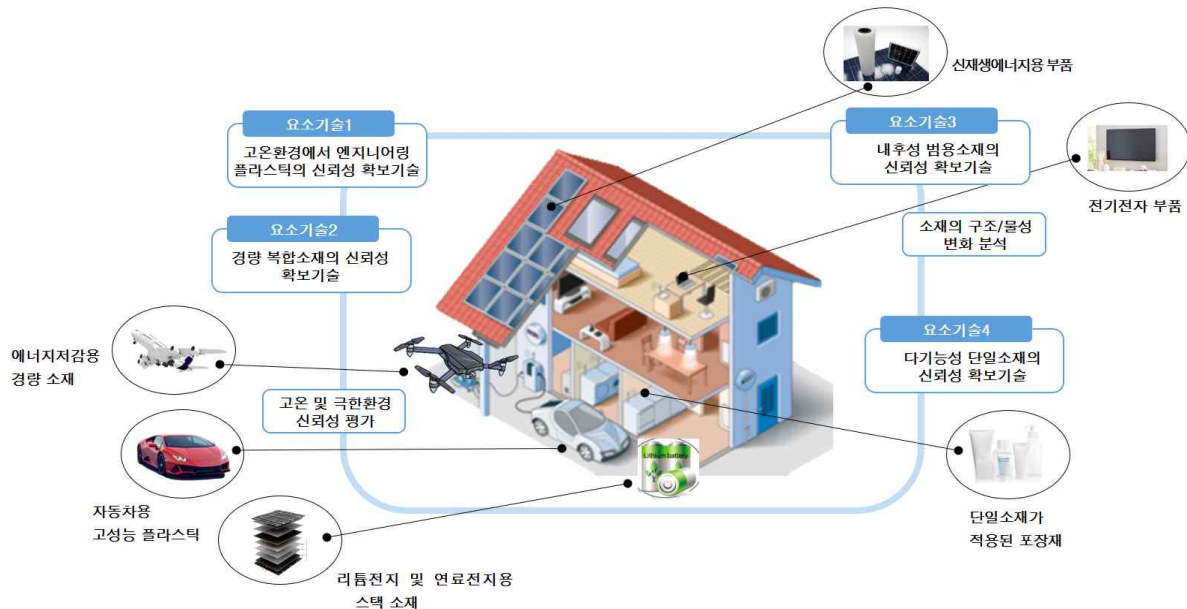 신재생에너지용 부품
요소기술1
고온환경에서 엔지니어링
플라스틱의 신뢰성 확보기술
요소기술3
내후성 범용소재의
신뢰성 확보기술
전기전자 부품
요소기술2
경량 복합소재의 신뢰성
확보기술
소재의 구조/물성
변화 분석
요소기술4
다기능성 단일소재의
신뢰성 확보기술
에너지저감용
경량 소재
고온 및 극한환경
신뢰성 평가
Lithium battery
자동차용
고성능 플라스틱
단일소재가
적용된 포장재
리튬전지 및 연료전지용
스택 소재